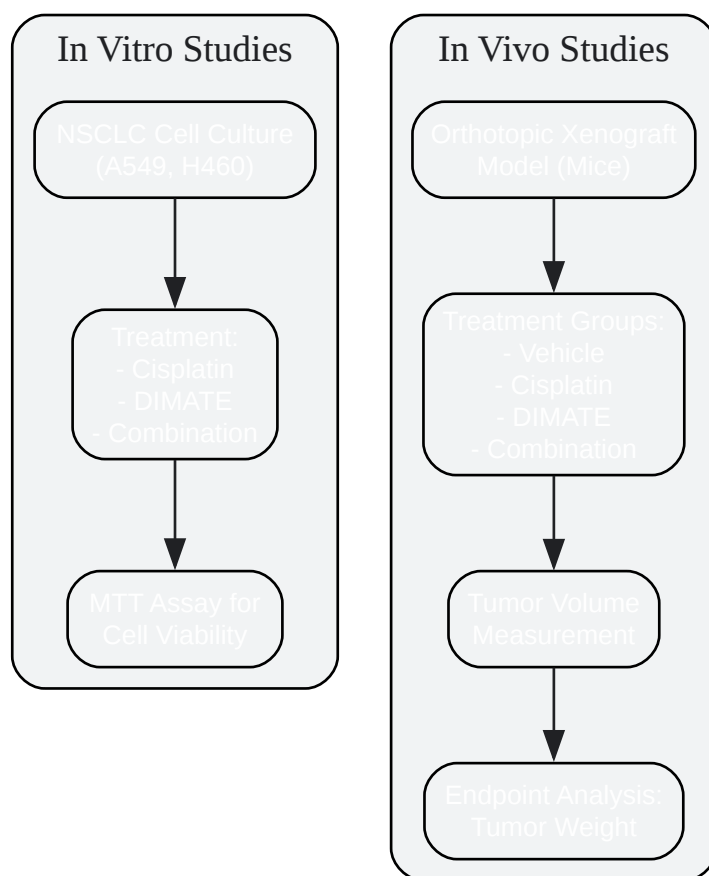 In Vitro Studies
NSCLC Cell Culture
(A549, H460)
Treatment:
- Cisplatin
- DIMATE
- Combination
MTT Assay for
Cell Viability
In Vivo Studies
Orthotopic Xenograft
Model (Mice)
Treatment Groups:
- Vehicle
- Cisplatin
- DIMATE
- Combination
Tumor Volume
Measurement
Endpoint Analysis:
Tumor Weight